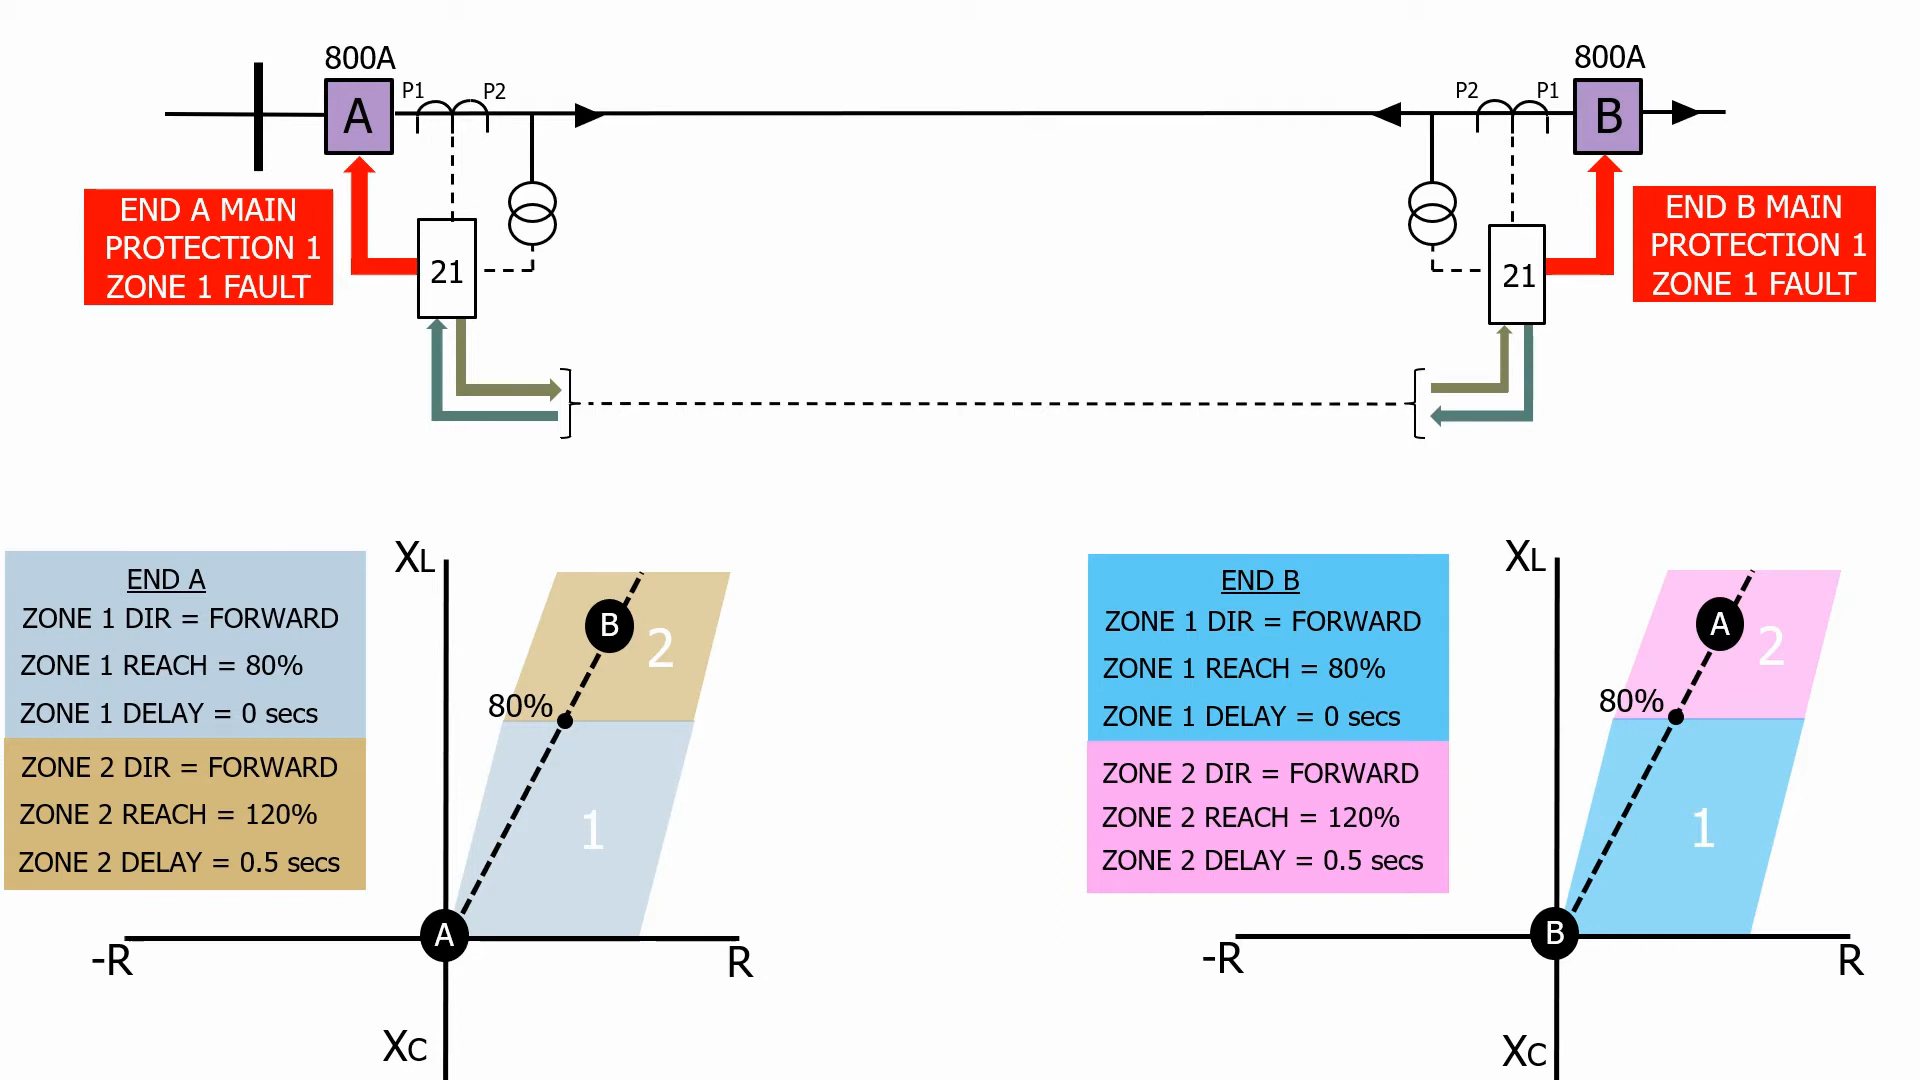 800A
800A
P1
P2
P2
P1
A
B
END A MAIN
PROTECTION 1
ZONE 1 FAULT
END B MAIN
PROTECTION 1
ZONE 1 FAULT
21
21
END A
ZONE 1 DIR = FORWARD
ZONE 1 REACH = 80%
ZONE 1 DELAY = 0 secs
ZONE 2 DIR = FORWARD
ZONE 2 REACH = 120%
ZONE 2 DELAY = 0.5 secs
XL
B
2
80%
1
A
-R
R
XC
END B
ZONE 1 DIR = FORWARD
ZONE 1 REACH = 80%
ZONE 1 DELAY = 0 secs
ZONE 2 DIR = FORWARD
ZONE 2 REACH = 120%
ZONE 2 DELAY = 0.5 secs
XL
A
2
80%
1
B
-R
R
XC